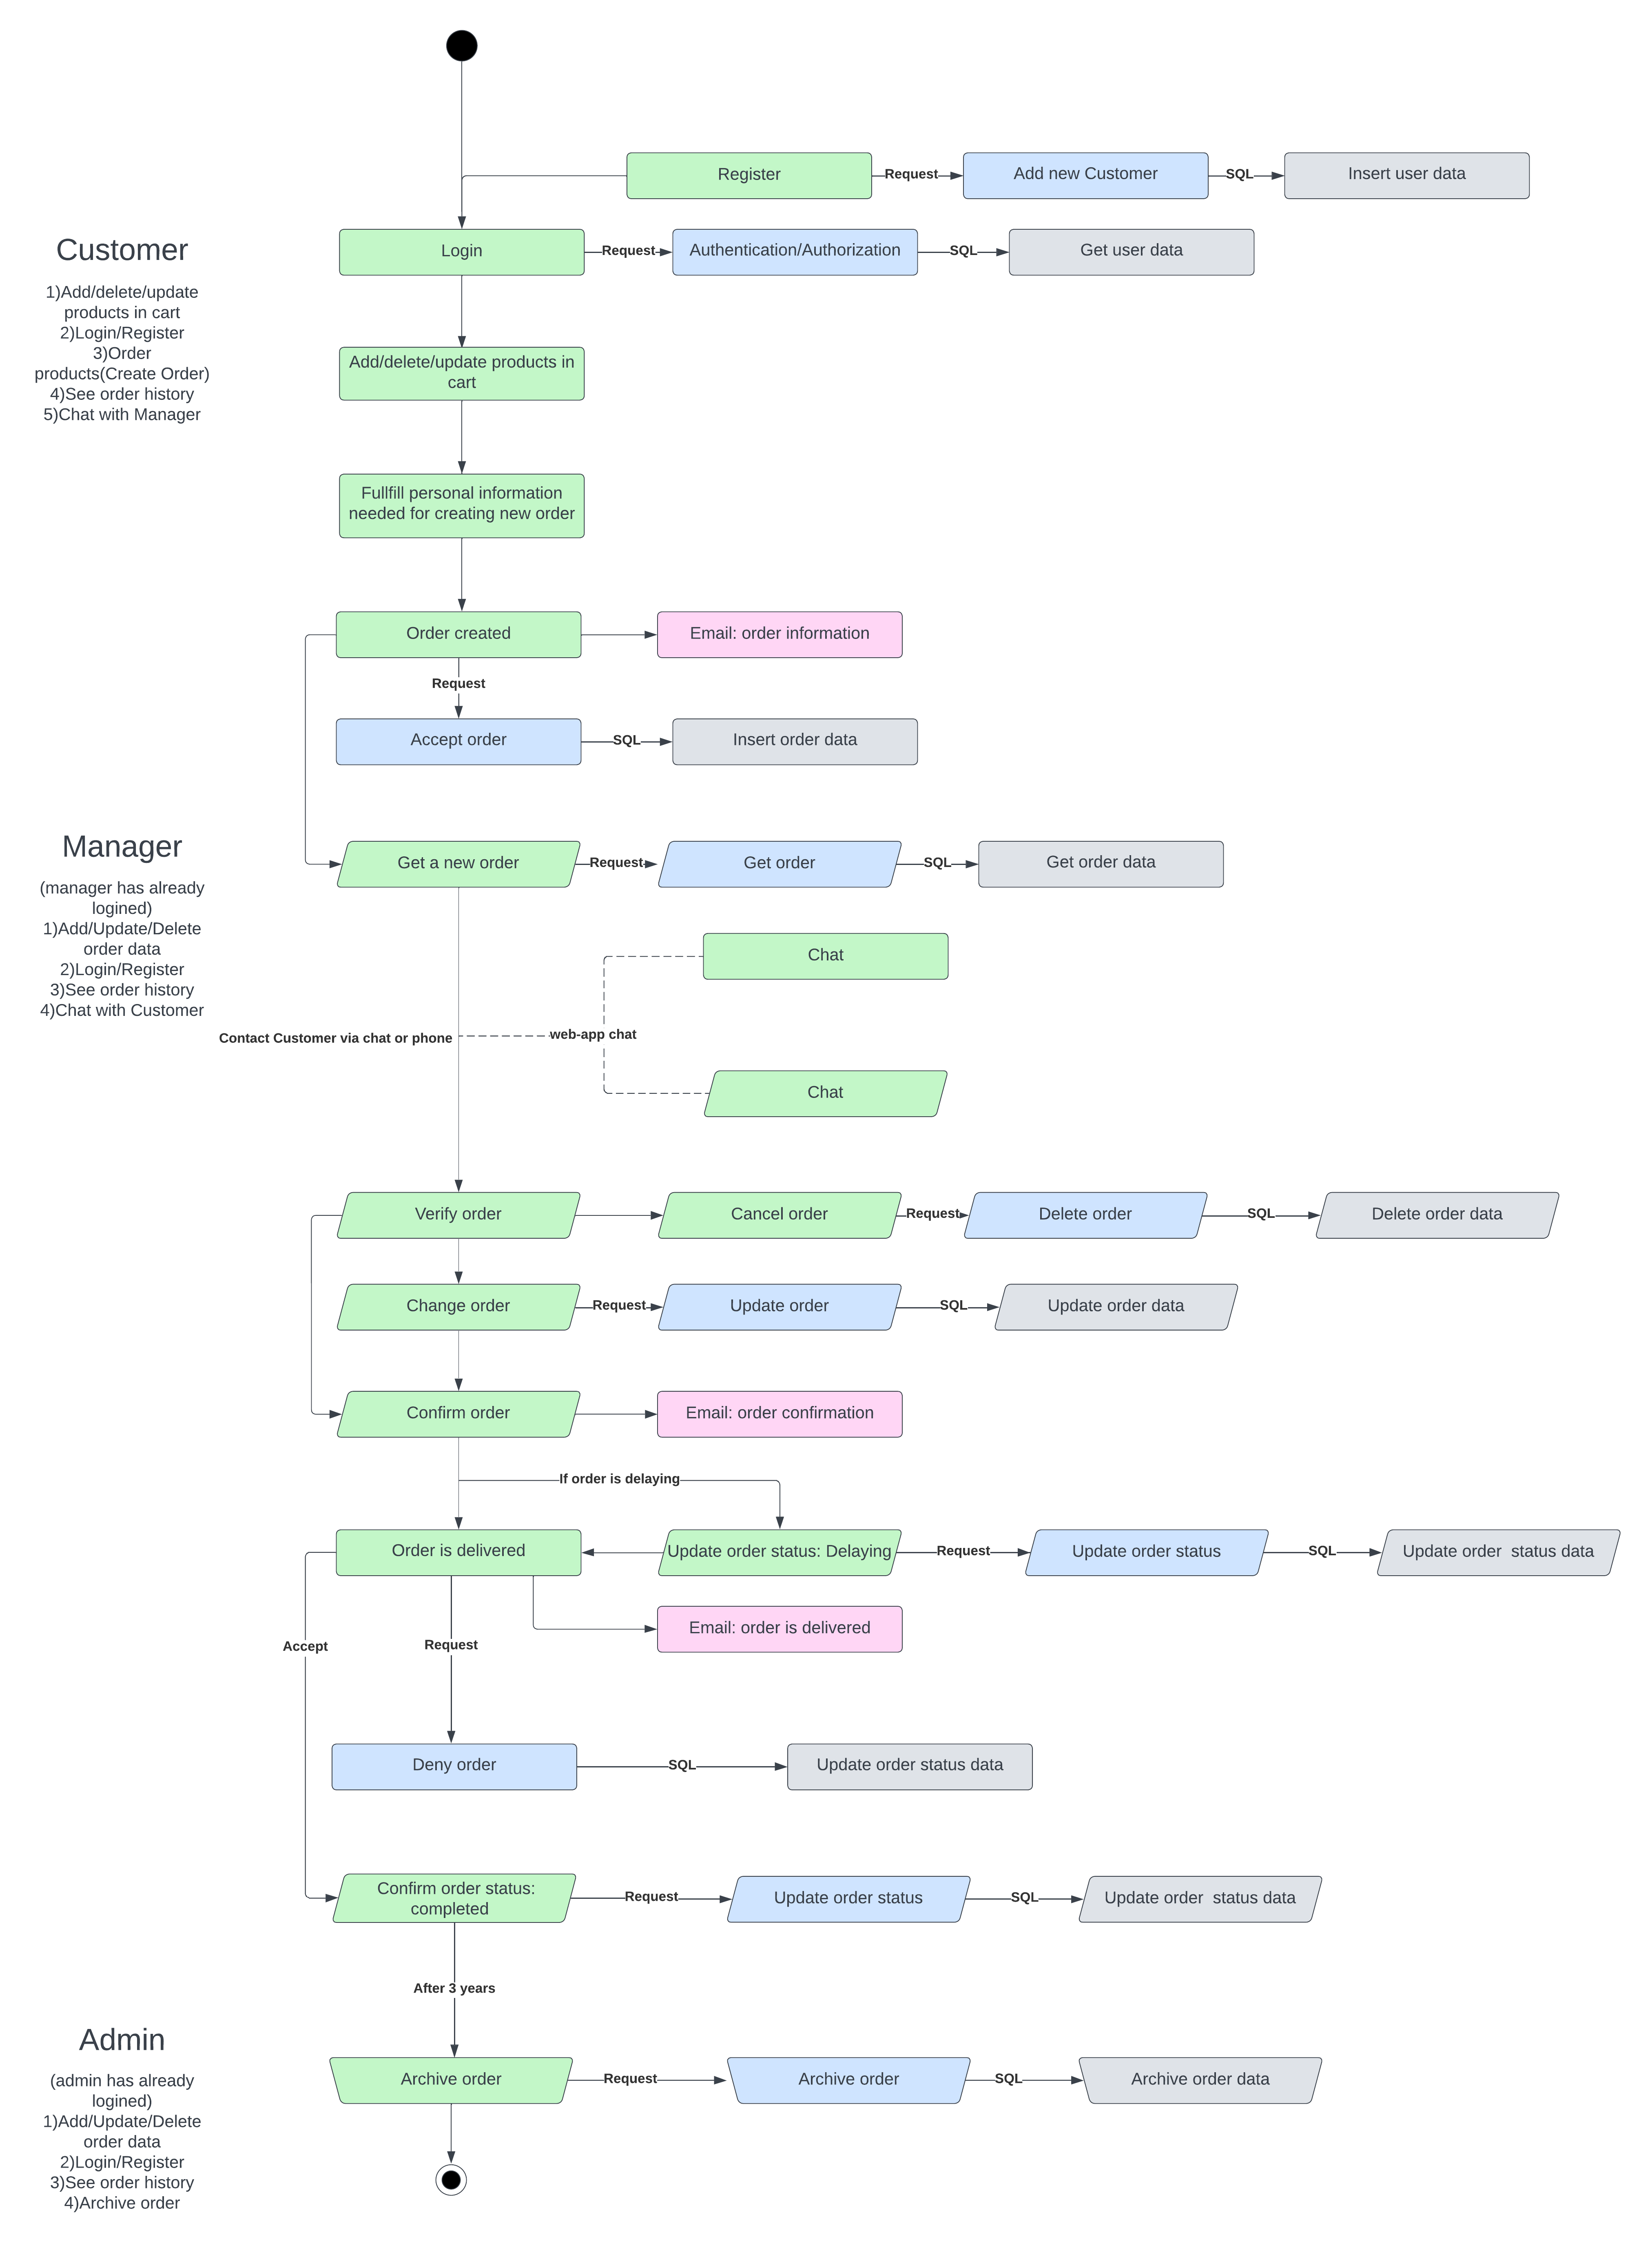 Register
Request
Add new Customer
SQL
Insert user data
Customer
1)Add/delete/update
products in cart
2)Login/Register
3)Order
products(Create Order)
4)See order history
5)Chat with Manager
Login
Request
Authentication/Authorization
SQL
Get user data
Add/delete/update products in
cart
Fullfill personal information
needed for creating new order
Order created
Email: order information
Request
Accept order
SQL
Insert order data
Manager
(manager has already
logined)
1)Add/Update/Delete
order data
2)Login/Register
3)See order history
4)Chat with Customer
Get a new order
Request
Get order
SQL
Get order data
Chat
Contact Customer via chat or phone
web-app chat
Chat
Verify order
Cancel order
Request
Delete order
SQL
Delete order data
Change order
Request
Update order
SQL
Update order data
Confirm order
Email: order confirmation
If order is delaying
Order is delivered
Update order status: Delaying
Request
Update order status
SQL
Update order  status data
Email: order is delivered
Accept
Request
Deny order
SQL
Update order status data
Confirm order status:
completed
Request
Update order status
SQL
Update order  status data
After 3 years
Admin
(admin has already
logined)
1)Add/Update/Delete
order data
2)Login/Register
3)See order history
4)Archive order
Archive order
Request
Archive order
SQL
Archive order data